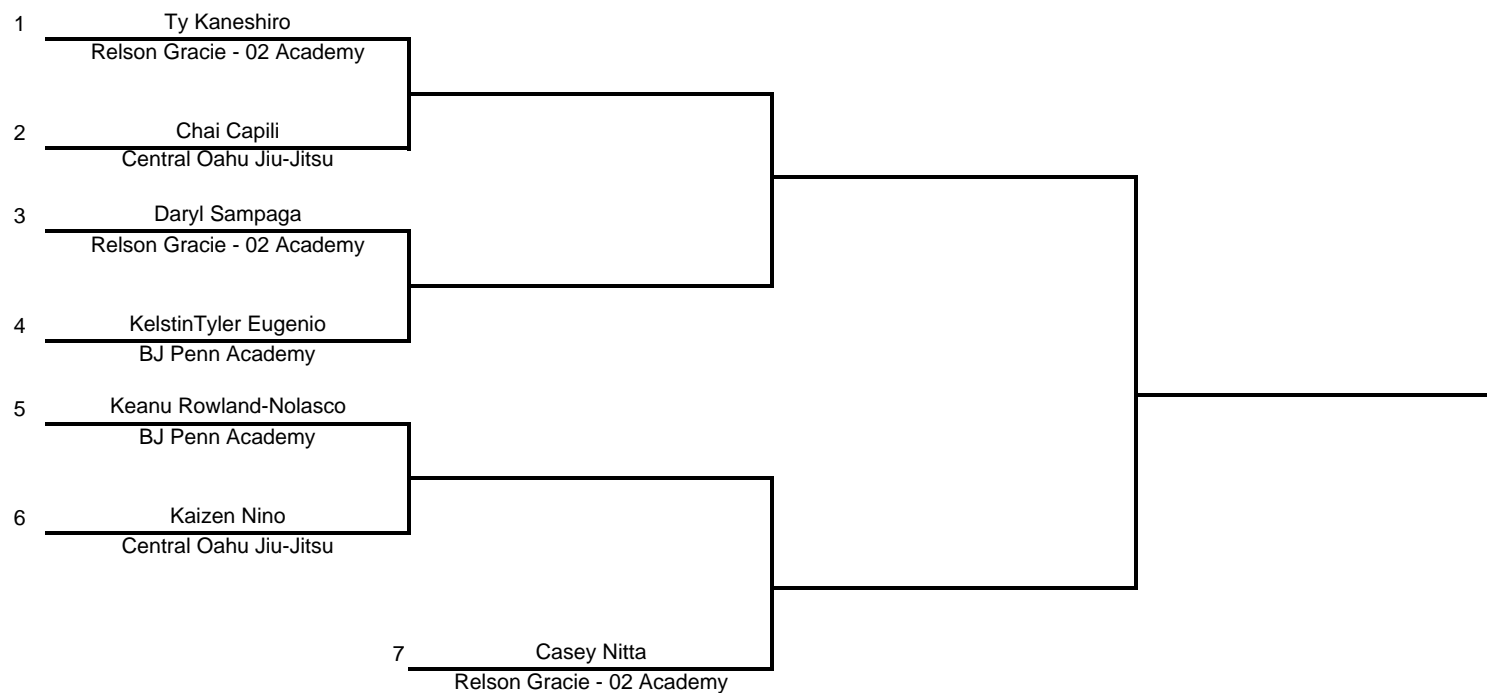 1
Ty Kaneshiro
Relson Gracie - 02 Academy
2
Chai Capili
Central Oahu Jiu-Jitsu
3
Daryl Sampaga
Relson Gracie - 02 Academy
4
KelstinTyler Eugenio
BJ Penn Academy
5
Keanu Rowland-Nolasco
BJ Penn Academy
6
Kaizen Nino
Central Oahu Jiu-Jitsu
7
Casey Nitta
Relson Gracie - 02 Academy